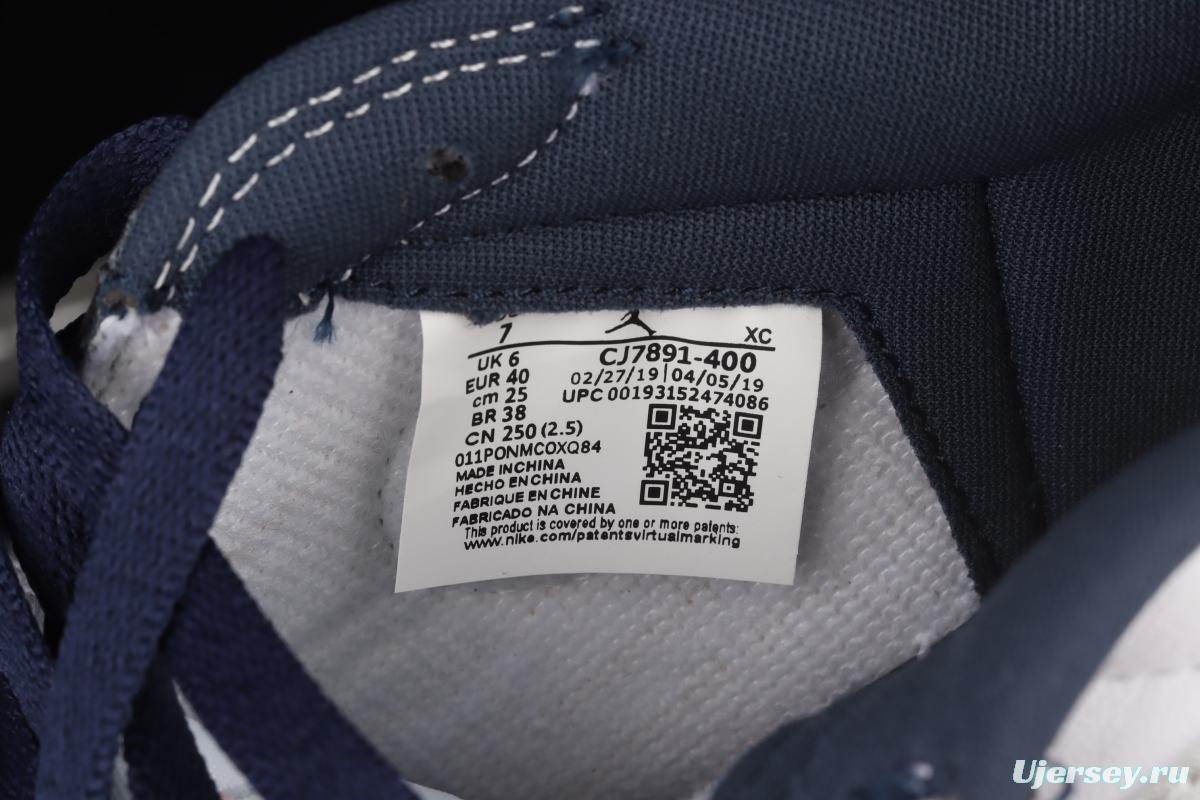 7
XC
UK 6
CJ7891-400
EUR 40
02/27/19 | 04/05/19
cm 25
UPC 00193152474086
BR 38
CN 250 (2.5)
011PONMCOXQ84
MADE IN CHINA
HECHO EN CHINA
FABRIQUE EN CHINE
FABRICADO NA CHINA
This product is covered by one or more patents:
www.nike.com/patentsvirtualmarking
Ujersey.ru